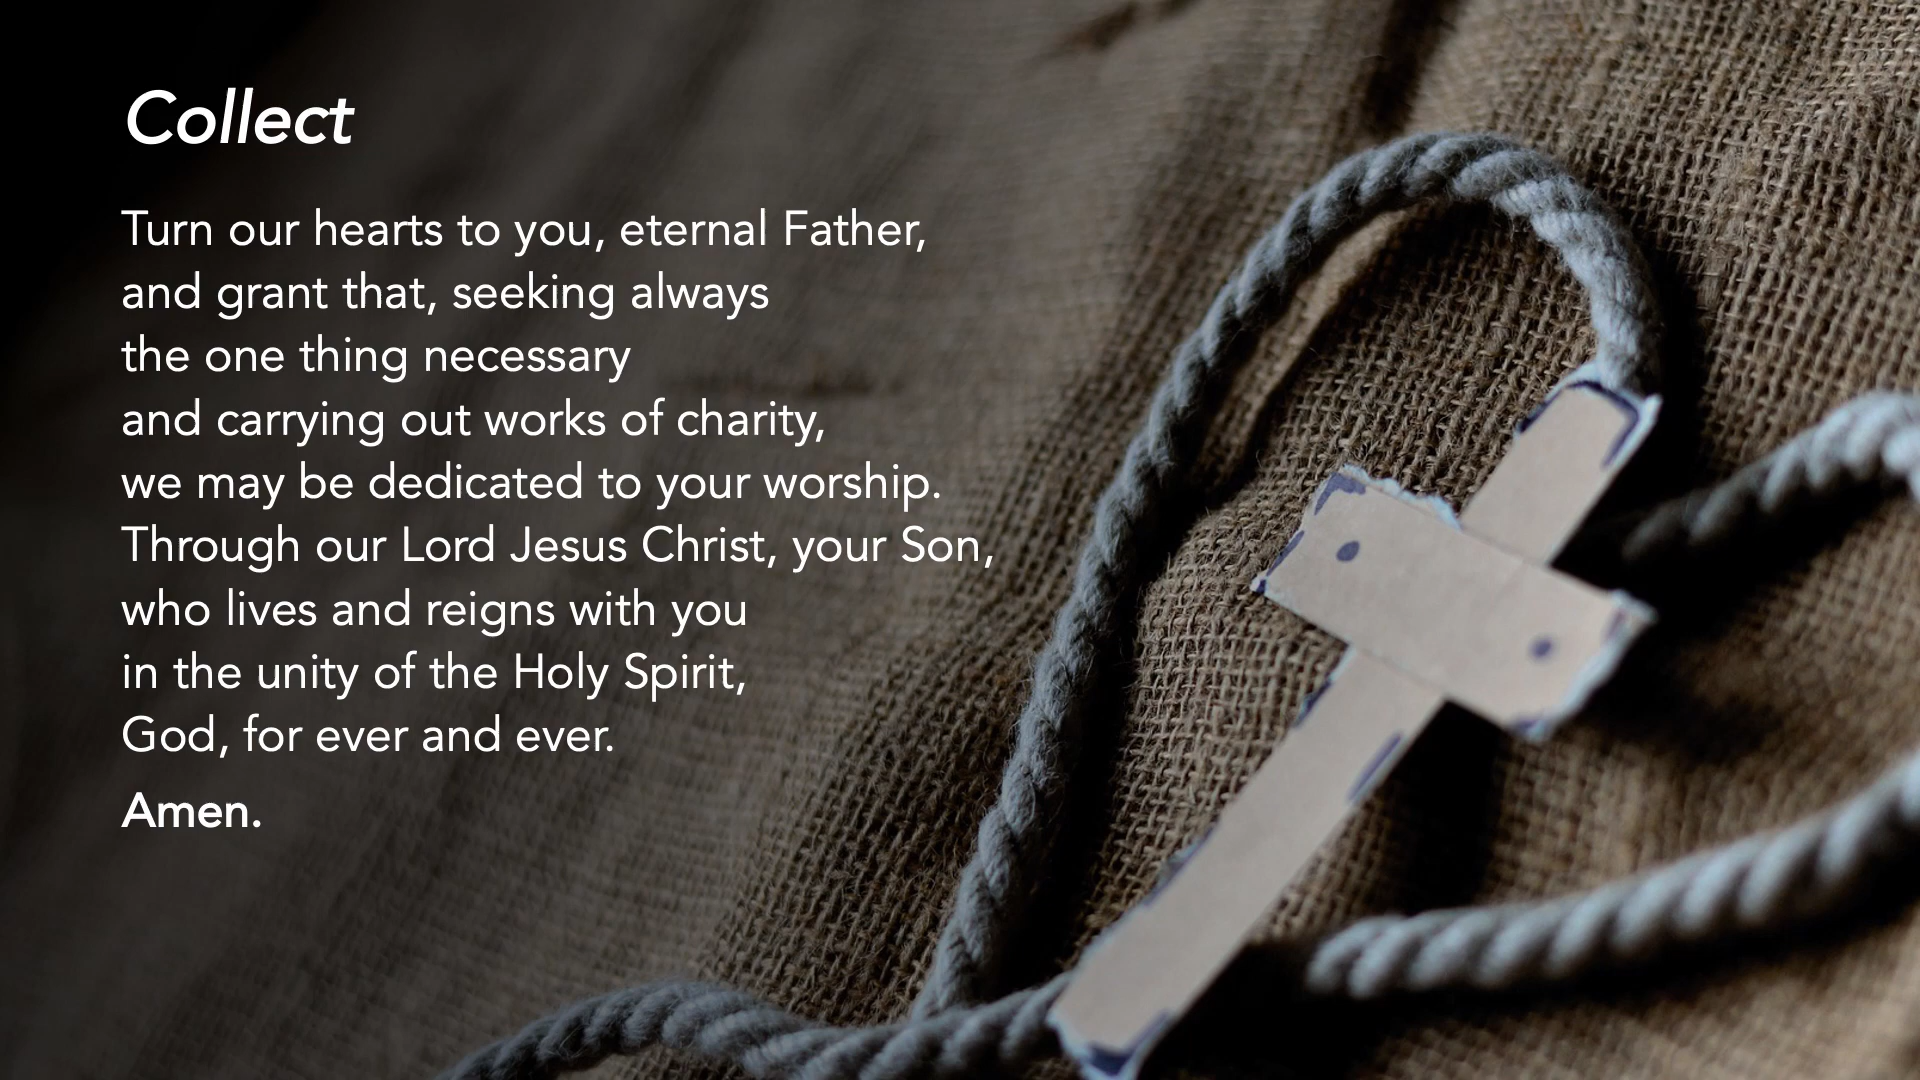 Collect
Turn our hearts to you, eternal Father,
and grant that, seeking always
the one thing necessary
and carrying out works of charity,
we may be dedicated to your worship.
Through our Lord Jesus Christ, your Son,
who lives and reigns with you
in the unity of the Holy Spirit,
God, for ever and ever.
Amen.